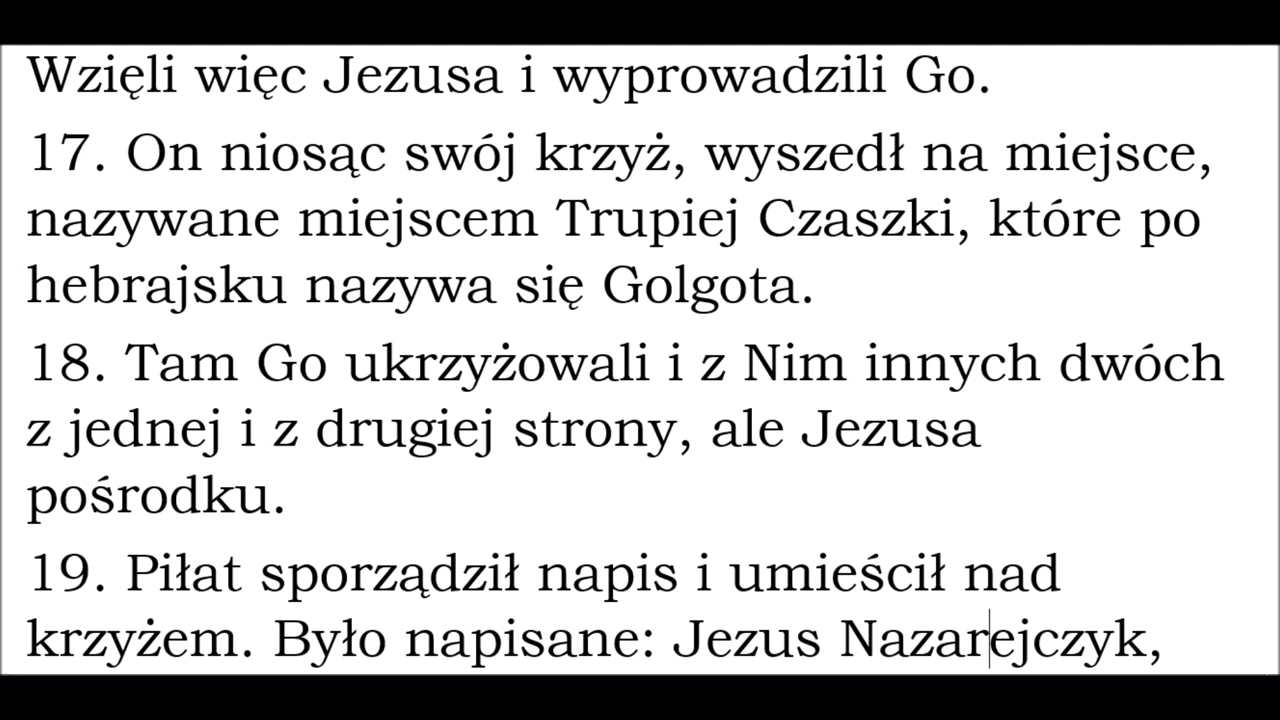 Wzięli więc Jezusa i wyprowadzili Go.
17. On niosąc swój krzyż, wyszedł na miejsce,
nazywane miejscem Trupiej Czaszki, które po
hebrajsku nazywa się Golgota.
18. Tam Go ukrzyżowali i z Nim innych dwóch
z jednej i z drugiej strony, ale Jezusa
pośrodku.
19. Piłat sporządził napis i umieścił nad
krzyżem. Było napisane: Jezus Nazarejczyk,